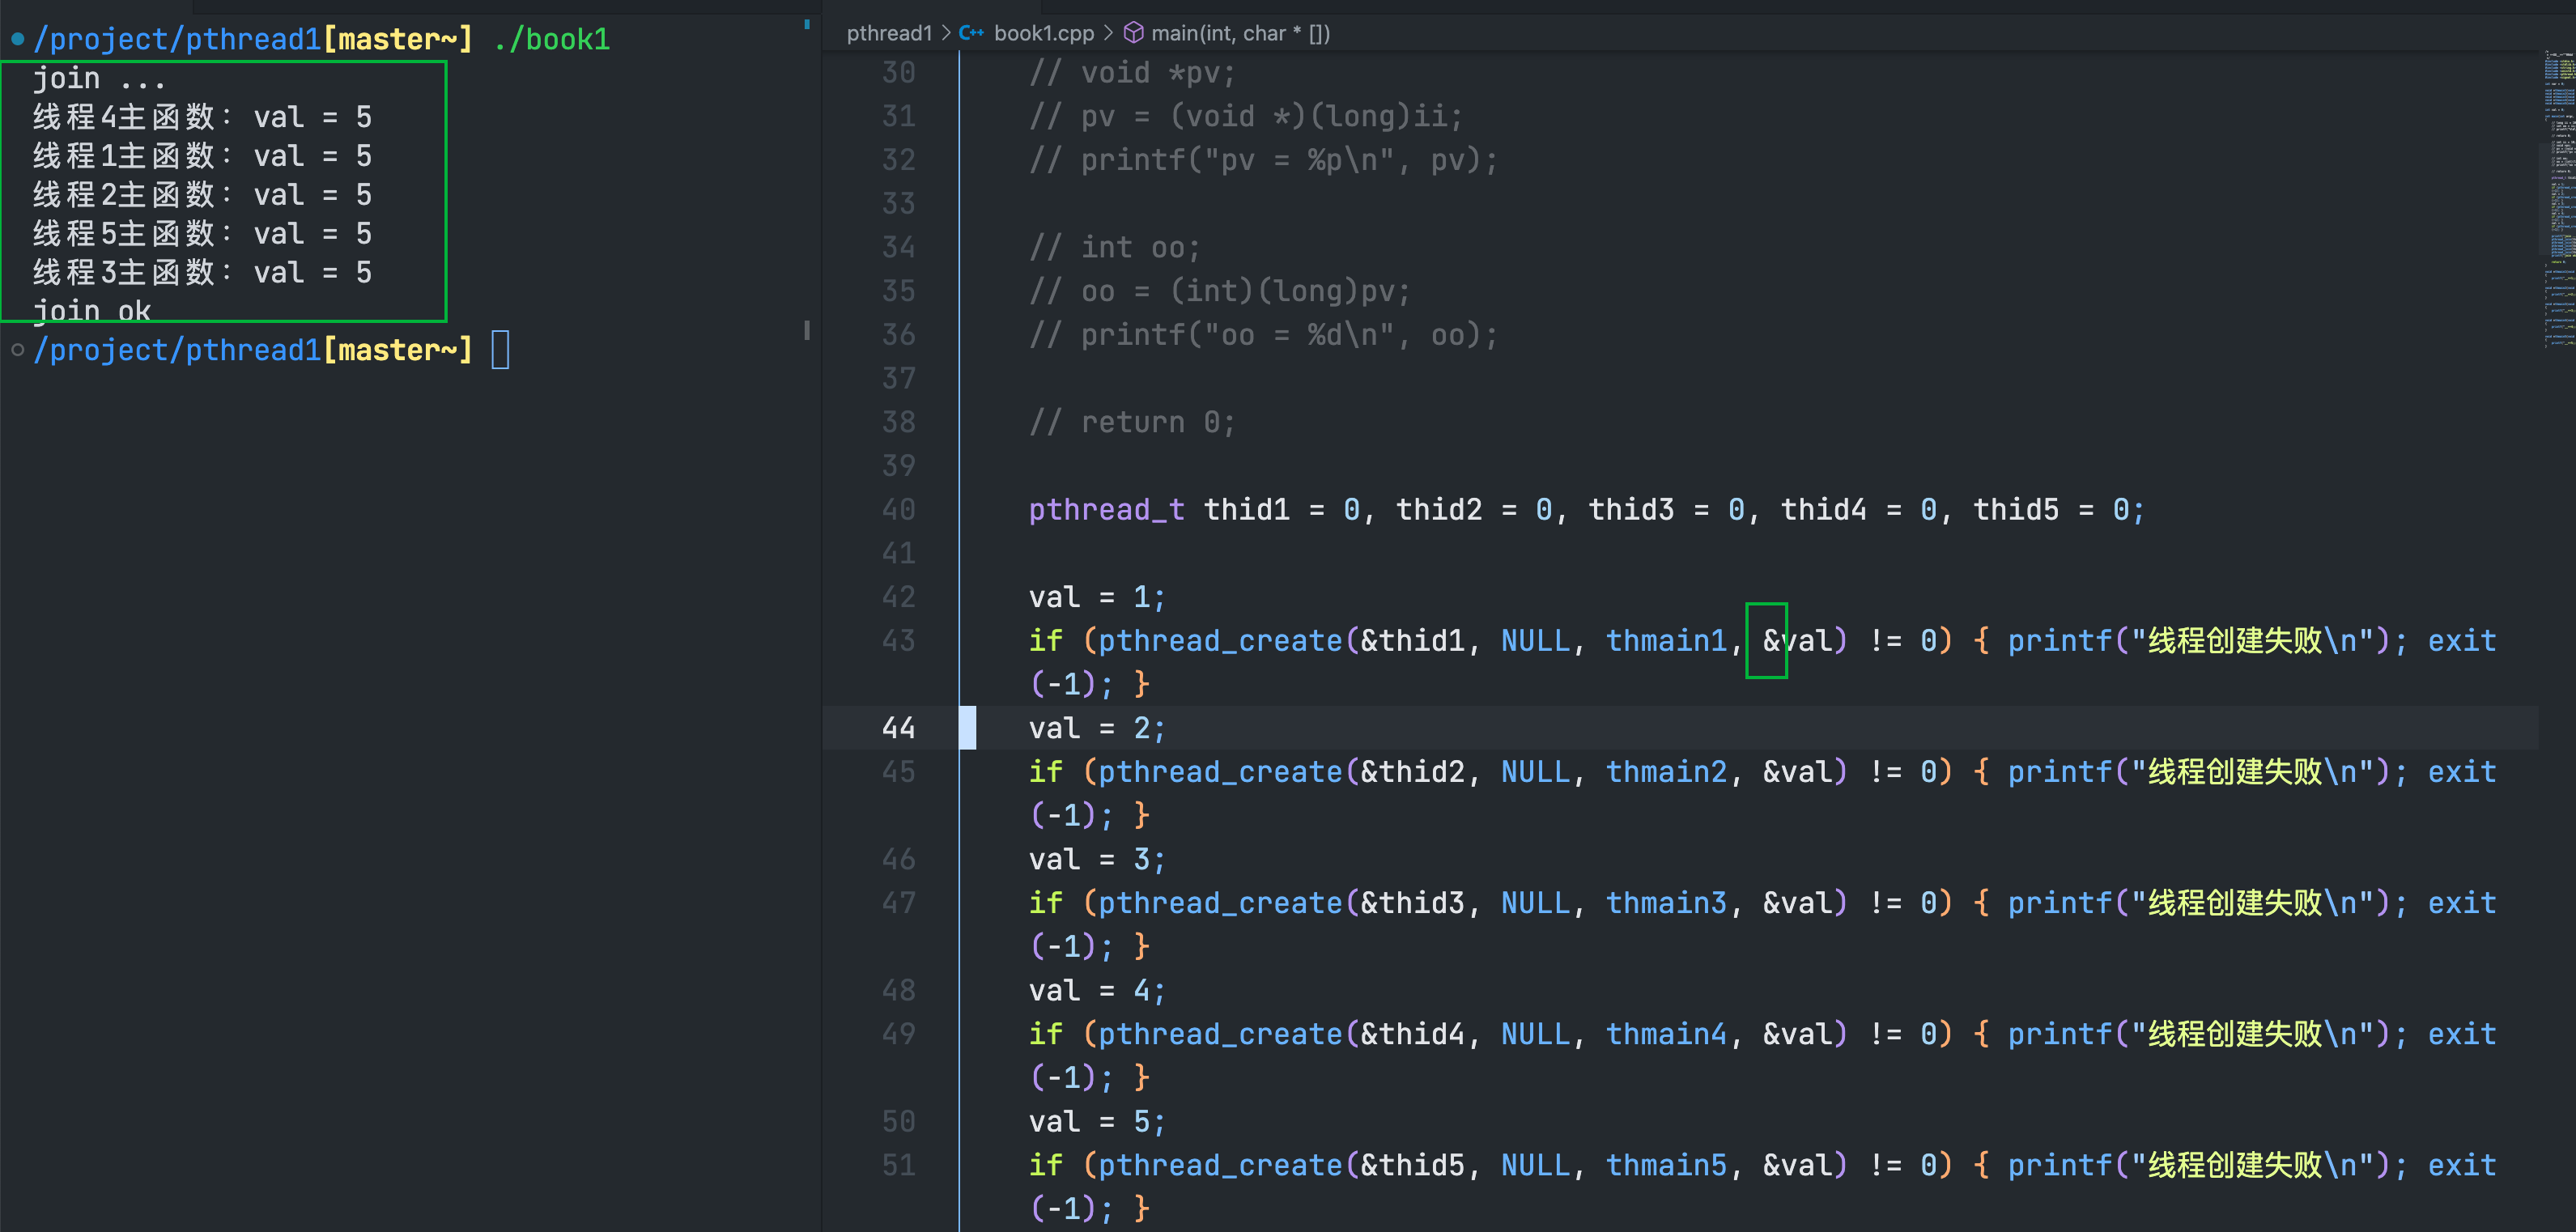 /project/pthread1[master~] ./book1
join ...
线程4主函数: val = 5
线程1主函数: val = 5
线程2主函数: val = 5
线程5主函数: val = 5
线程3主函数: val = 5
join ok
/project/pthread1[master~]
pthread1 > C++ book1.cpp > main(int, char * [])
30 // void *pv;
31 // pv = (void *)(long)ii;
32 // printf("pv = %p\n", pv);
33
34 // int oo;
35 // oo = (int)(long)pv;
36 // printf("oo = %d\n", oo);
37
38 // return 0;
39
40 pthread_t thid1 = 0, thid2 = 0, thid3 = 0, thid4 = 0, thid5 = 0;
41
42 val = 1;
43 if (pthread_create(&thid1, NULL, thmain1, &val) != 0) { printf("线程创建失败\n"); exit
(-1); }
44 val = 2;
45 if (pthread_create(&thid2, NULL, thmain2, &val) != 0) { printf("线程创建失败\n"); exit
(-1); }
46 val = 3;
47 if (pthread_create(&thid3, NULL, thmain3, &val) != 0) { printf("线程创建失败\n"); exit
(-1); }
48 val = 4;
49 if (pthread_create(&thid4, NULL, thmain4, &val) != 0) { printf("线程创建失败\n"); exit
(-1); }
50 val = 5;
51 if (pthread_create(&thid5, NULL, thmain5, &val) != 0) { printf("线程创建失败\n"); exit
(-1); }